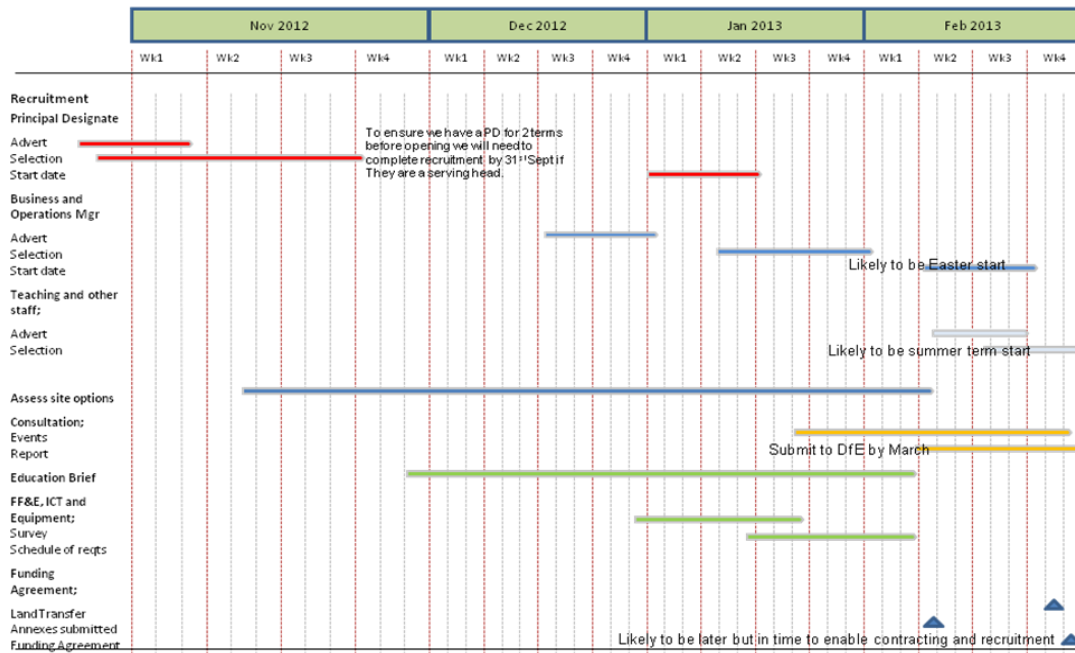 Nov 2012 Dec 2012 Jan 2013 Feb 2013
Wk1 Wk2 Wk3 Wk4 Wk1 Wk2 Wk3 Wk4 Wk1 Wk2 Wk3 Wk4 Wk1 Wk2 Wk3 Wk4
Recruitment
Principal Designate
Advert
Selection
Start date
To ensure we have a PD for 2 terms
before opening we will need to
complete recruitment by 31st Sept if
They are a serving head.
Business and
Operations Mgr
Advert
Selection
Start date
Likely to be Easter start
Teaching and other
staff;
Advert
Selection
Likely to be summer term start
Assess site options
Consultation;
Events
Report
Submit to DfE by March
Education Brief
FF&E, ICT and
Equipment;
Survey
Schedule of reqts
Funding
Agreement;
Land Transfer
Annexes submitted
Funding Agreement
Likely to be later but in time to enable contracting and recruitment